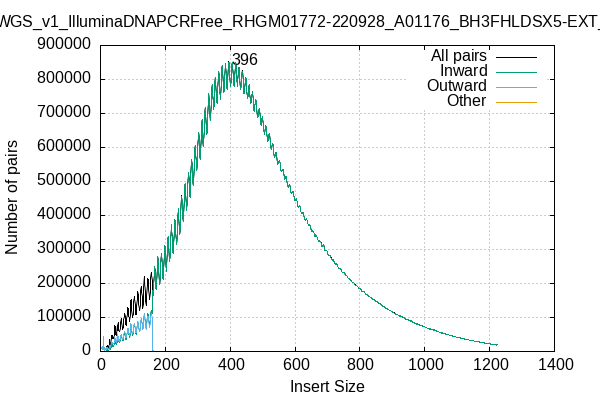 WGS_v1_IlluminaDNAPCRFree_RHGM01772-220928_A01176_BH3FHLDSX5-EXT_
900000
800000
700000
600000
500000
400000
300000
200000
100000
0
Number of pairs
396
All pairs
Inward
Outward
Other
0 200 400 600 800 1000 1200 1400
Insert Size